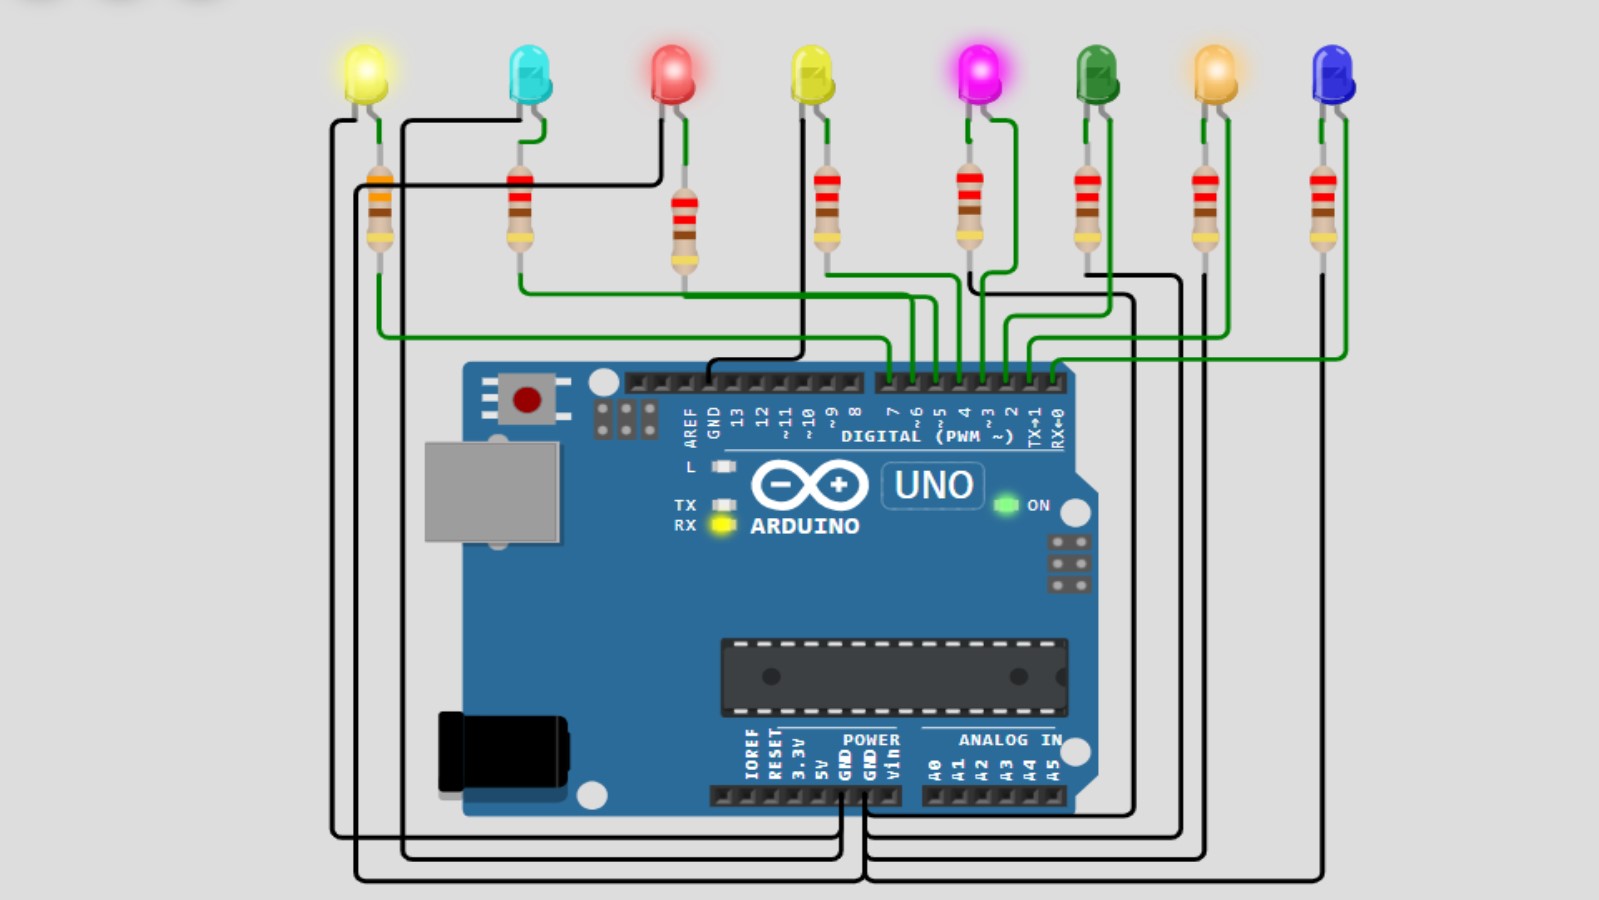 AREF GND 13 12 ~11 ~10 ~9 8 7 ~6 ~5 4 ~3 2 TX→1 RX←0
DIGITAL (PWM ~)
L
TX
RX
UNO
ON
ARDUINO
POWER
ANALOG IN
IOREF RESET 3.3V 5V GND GND Vin A0 A1 A2 A3 A4 A5